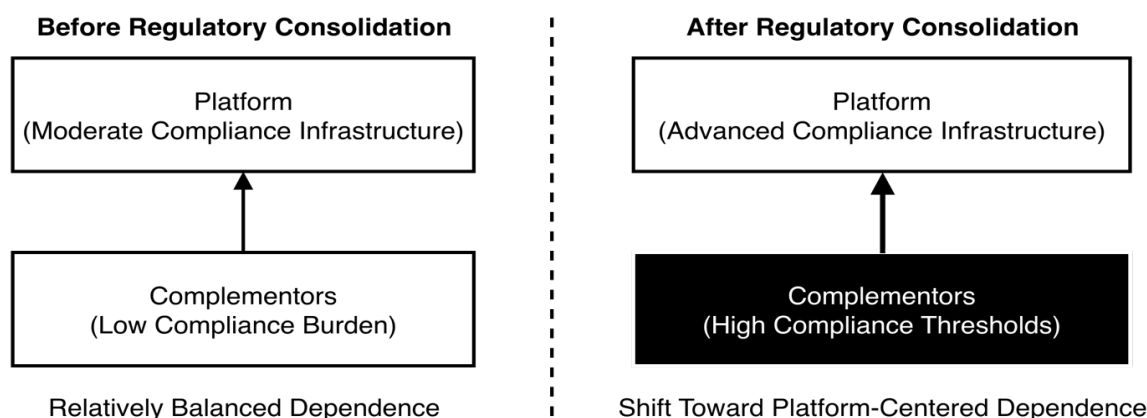 Before Regulatory Consolidation
Platform
(Moderate Compliance Infrastructure)
Complementors
(Low Compliance Burden)
Relatively Balanced Dependence
After Regulatory Consolidation
Platform
(Advanced Compliance Infrastructure)
Complementors
(High Compliance Thresholds)
Shift Toward Platform-Centered Dependence